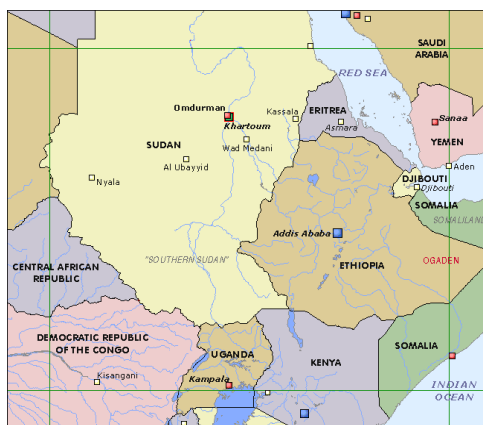 SAUDI
ARABIA
RED SEA
Omdurman
Khartoum
Kassala
ERITREA
Asmara
Sanaa
YEMEN
SUDAN
Wad Medani
Al Ubayyid
Nyala
Aden
DJIBOUTI
Djibouti
SOMALIA
SOMALILAND
Addis Ababa
"SOUTHERN SUDAN"
ETHIOPIA
OGADEN
CENTRAL AFRICAN
REPUBLIC
DEMOCRATIC REPUBLIC
OF THE CONGO
UGANDA
KENYA
SOMALIA
Kisangani
Kampala
INDIAN
OCEAN